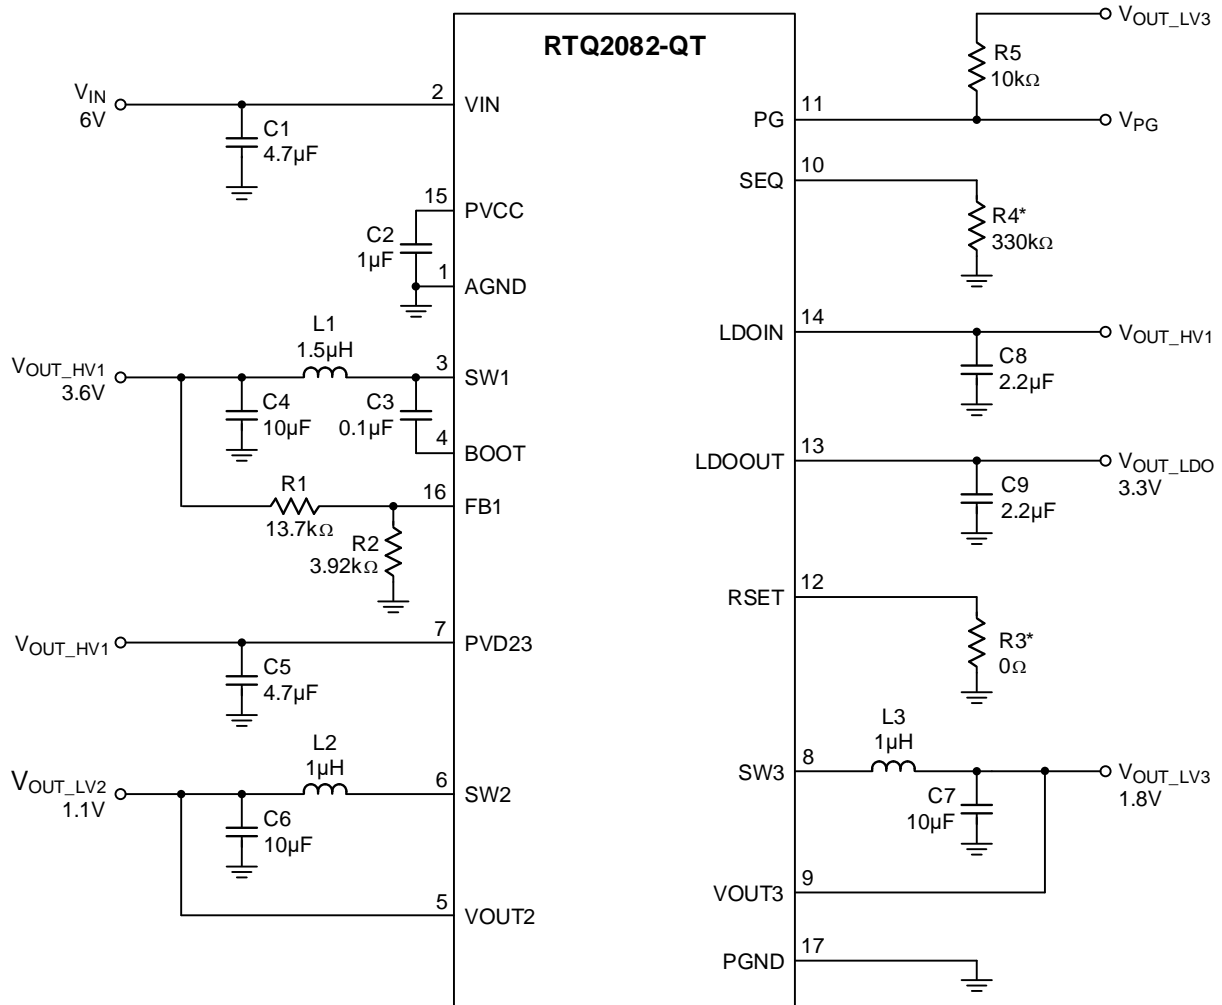 RTQ2082-QT
V_IN
6V
2
VIN
C1
4.7µF
15
PVCC
C2
1µF
1
AGND
L1
1.5µH
V_OUT_HV1
3.6V
3
SW1
C4
10µF
C3
0.1µF
4
BOOT
R1
13.7kΩ
16
FB1
R2
3.92kΩ
V_OUT_HV1
7
PVD23
C5
4.7µF
L2
1µH
V_OUT_LV2
1.1V
6
SW2
C6
10µF
5
VOUT2
V_OUT_LV3
R5
10kΩ
PG
11
V_PG
SEQ
10
R4*
330kΩ
LDOIN
14
V_OUT_HV1
C8
2.2µF
LDOOUT
13
V_OUT_LDO
3.3V
C9
2.2µF
RSET
12
R3*
0Ω
L3
1µH
SW3
8
V_OUT_LV3
1.8V
C7
10µF
VOUT3
9
PGND
17